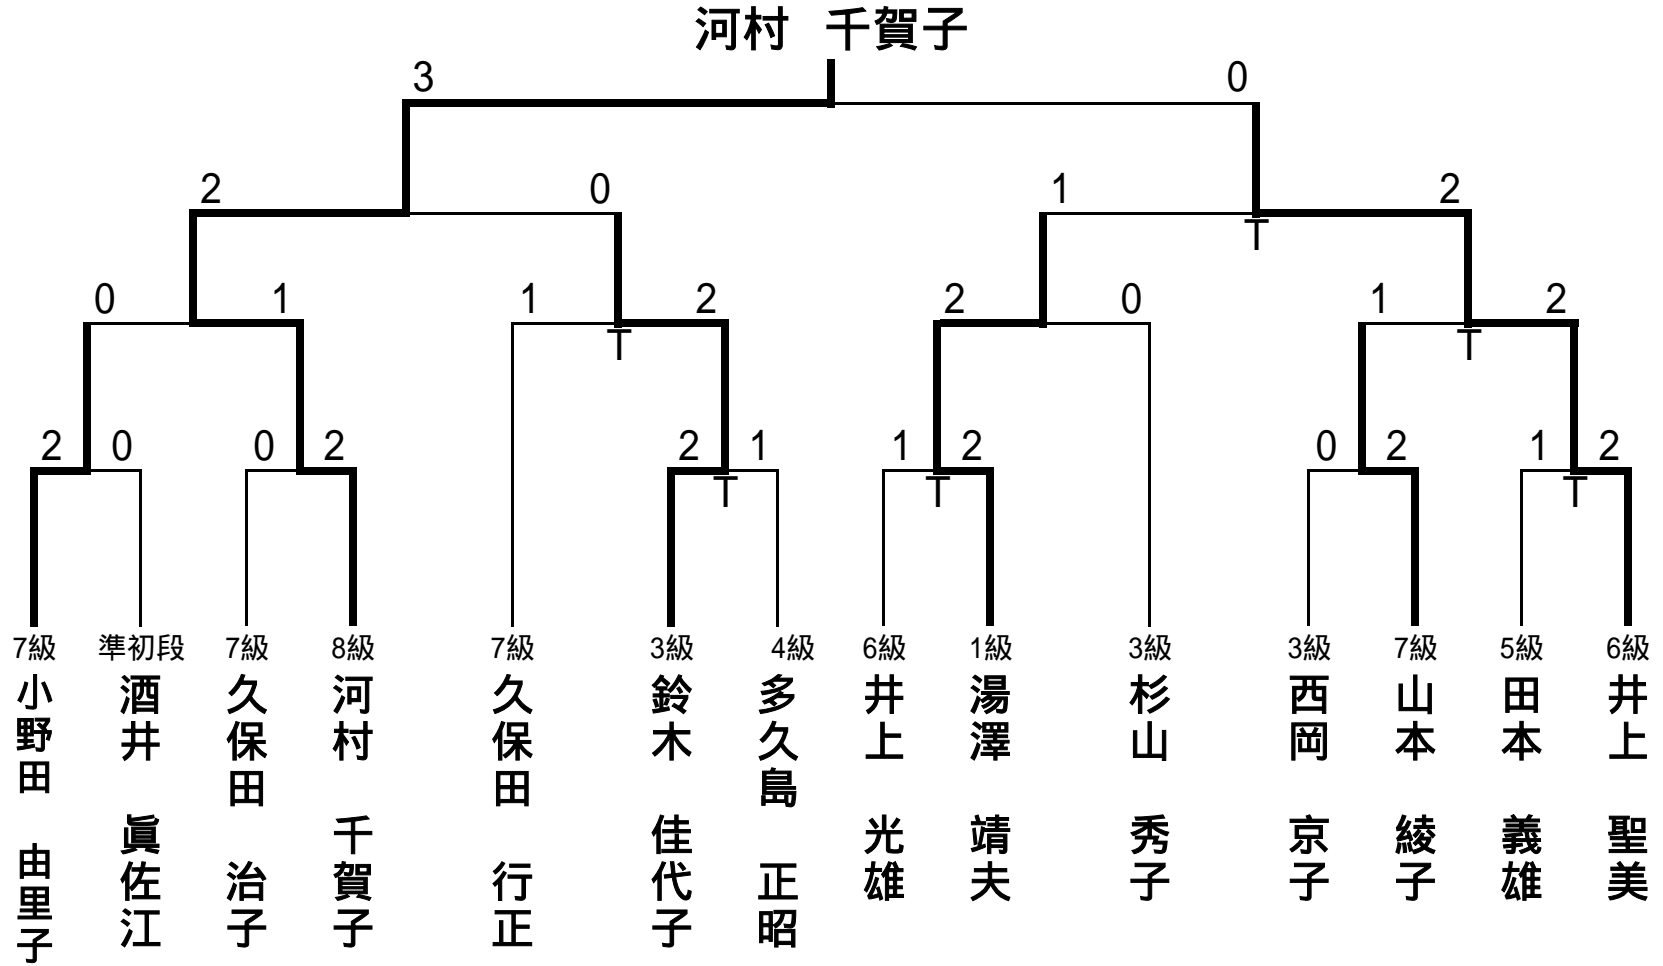 河村 千賀子
3 0
2 0 1 2
0 1 1 2 2 0 1 2
2 0 0 2 2 1 1 2 0 2 1 2
T
T
T
T
T
T
7級 小野田 由里子
準初段 酒井 眞佐江
7級 久保田 治子
8級 河村 千賀子
7級 久保田 行正
3級 鈴木 佳代子
4級 多久島 正昭
6級 井上 光雄
1級 湯澤 靖夫
3級 杉山 秀子
3級 西岡 京子
7級 山本 綾子
5級 田本 義雄
6級 井上 聖美